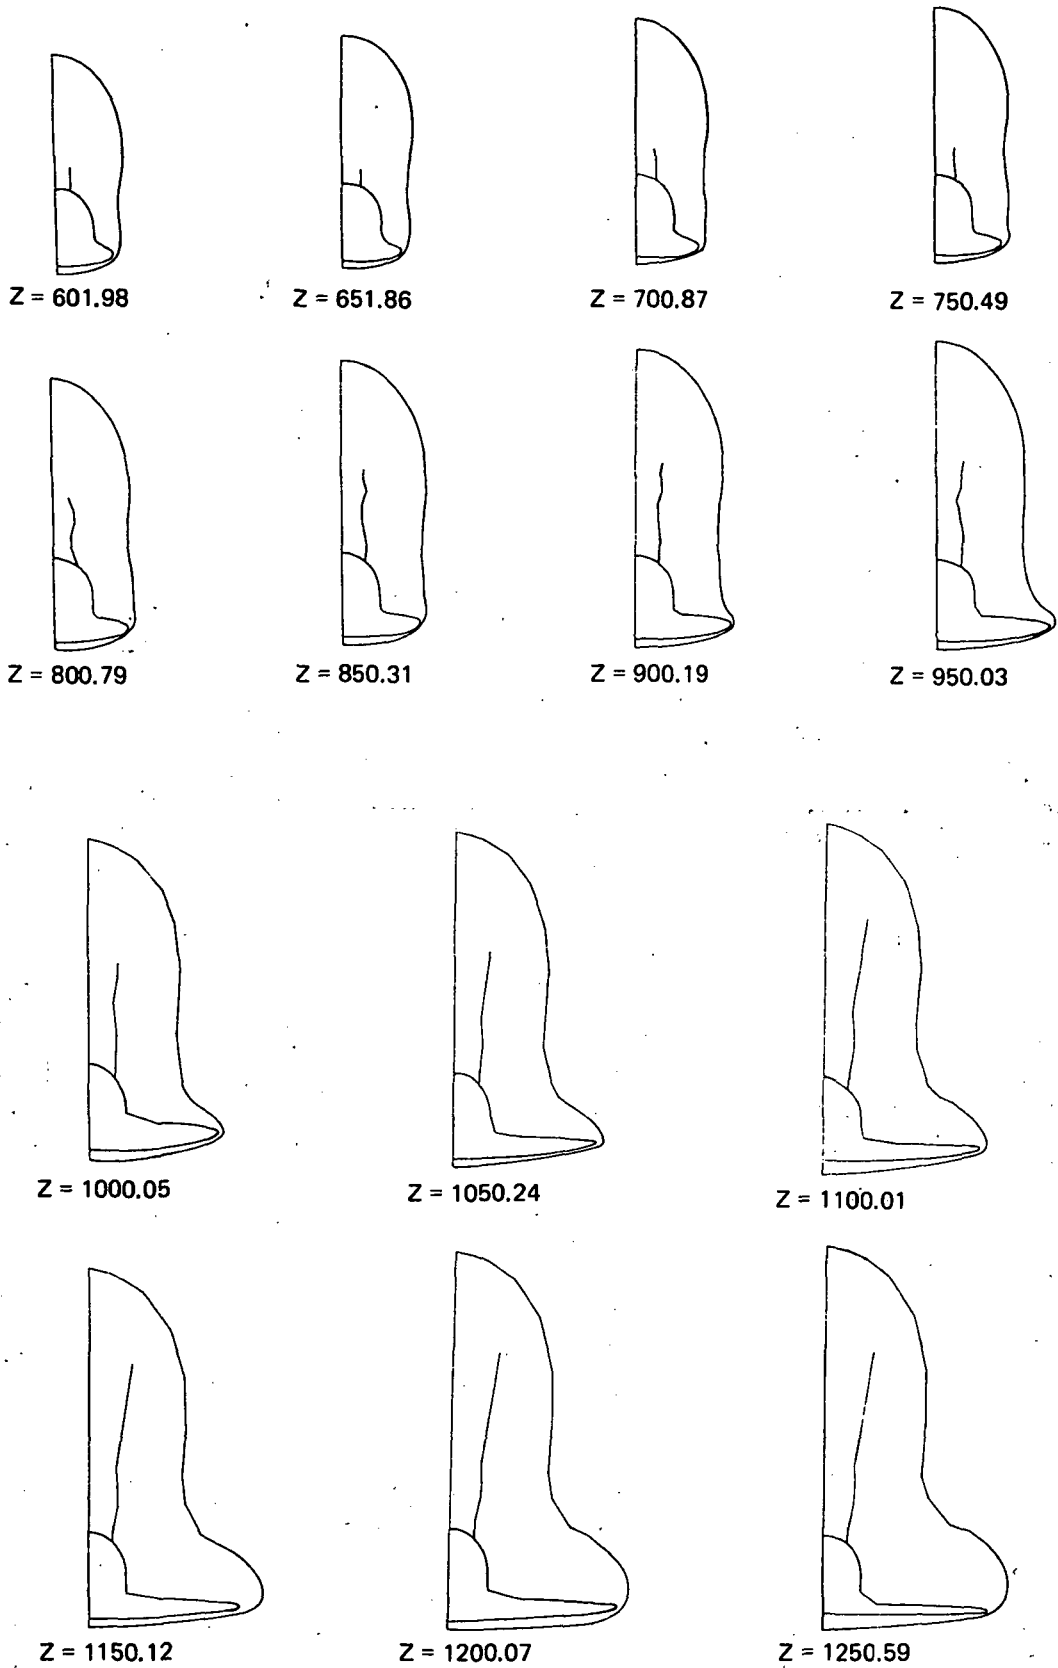 Z = 601.98
Z = 651.86
Z = 700.87
Z = 750.49
Z = 800.79
Z = 850.31
Z = 900.19
Z = 950.03
Z = 1000.05
Z = 1050.24
Z = 1100.01
Z = 1150.12
Z = 1200.07
Z = 1250.59